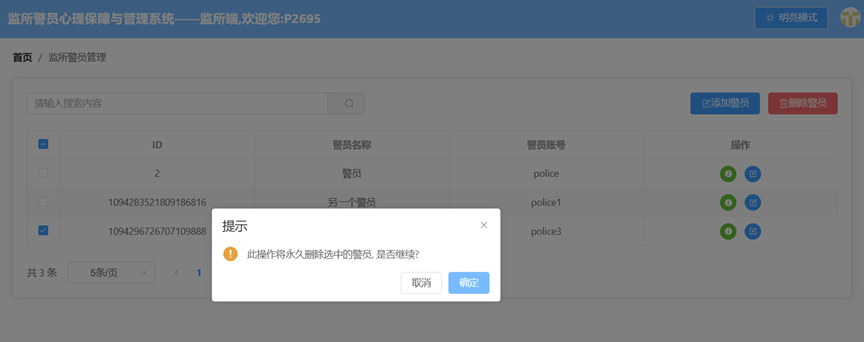 监所警员心理保障与管理系统——监所端,欢迎您:P2695
明亮模式
首页 / 监所警员管理
请输入搜索内容
添加警员
删除警员
ID 警员名称 警员账号 操作
2 警员 police
1094283521809186816 另一个警员 police1
1094296726707109888 police3
提示
此操作将永久删除选中的警员, 是否继续?
取消 确定
共 3 条 5条/页 1